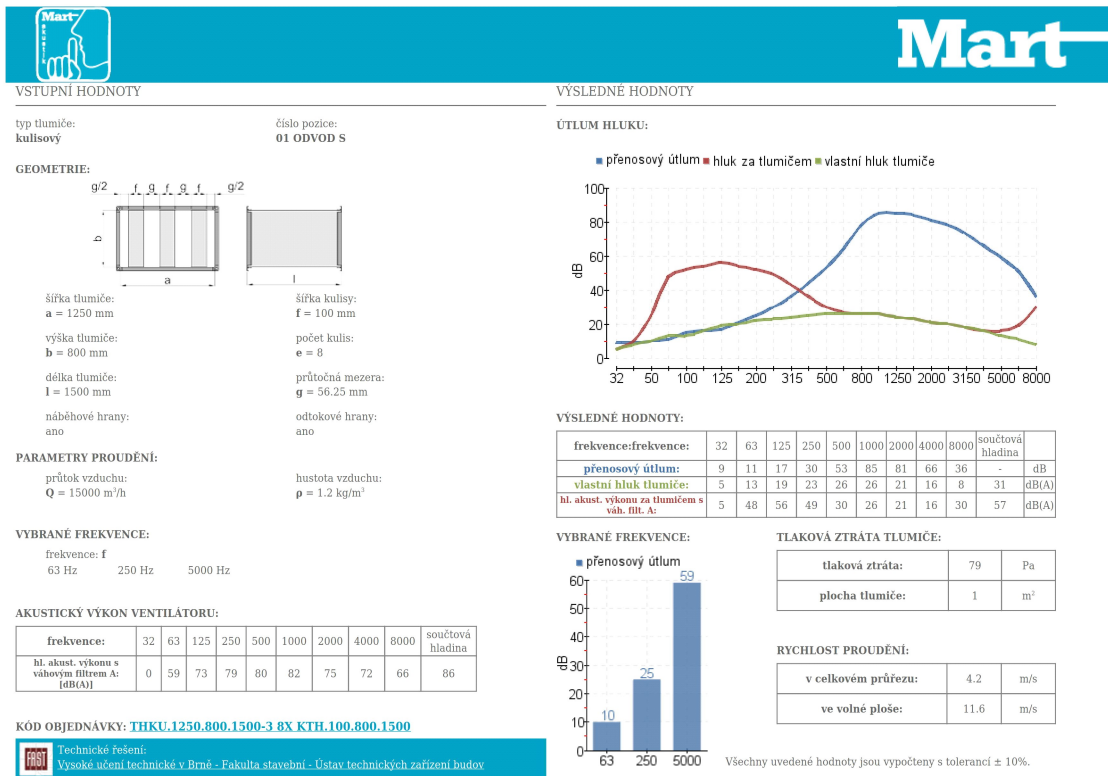 Mart
akustik
Mart
VSTUPNÍ HODNOTY
typ tlumiče:
kulisový
číslo pozice:
01 ODVOD S
GEOMETRIE:
g/2 f g f g f g/2
b
a
l
šířka tlumiče:
a = 1250 mm
šířka kulisy:
f = 100 mm
výška tlumiče:
b = 800 mm
počet kulis:
e = 8
délka tlumiče:
l = 1500 mm
průtočná mezera:
g = 56.25 mm
náběhové hrany:
ano
odtokové hrany:
ano
PARAMETRY PROUDĚNÍ:
průtok vzduchu:
Q = 15000 m³/h
hustota vzduchu:
ρ = 1.2 kg/m³
VYBRANÉ FREKVENCE:
frekvence: f
63 Hz 250 Hz 5000 Hz
AKUSTICKÝ VÝKON VENTILÁTORU:
frekvence: 32 63 125 250 500 1000 2000 4000 8000 součtová hladina
hl. akust. výkonu s váhovým filtrem A: [dB(A)] 0 59 73 79 80 82 75 72 66 86
KÓD OBJEDNÁVKY: THKU.1250.800.1500-3 8X KTH.100.800.1500
FAST
Technické řešení:
Vysoké učení technické v Brně - Fakulta stavební - Ústav technických zařízení budov
VÝSLEDNÉ HODNOTY
ÚTLUM HLUKU:
přenosový útlum hluk za tlumičem vlastní hluk tlumiče
dB
100
80
60
40
20
0
32 50 100 125 200 315 500 800 1250 2000 3150 5000 8000
VÝSLEDNÉ HODNOTY:
frekvence:frekvence: 32 63 125 250 500 1000 2000 4000 8000 součtová hladina
přenosový útlum: 9 11 17 30 53 85 81 66 36 - dB
vlastní hluk tlumiče: 5 13 19 23 26 26 21 16 8 31 dB(A)
hl. akust. výkonu za tlumičem s váh. filt. A: 5 48 56 49 30 26 21 16 30 57 dB(A)
VYBRANÉ FREKVENCE:
přenosový útlum
dB
60
50
40
30
20
10
0
10 25 59
63 250 5000
TLAKOVÁ ZTRÁTA TLUMIČE:
tlaková ztráta: 79 Pa
plocha tlumiče: 1 m²
RYCHLOST PROUDĚNÍ:
v celkovém průřezu: 4.2 m/s
ve volné ploše: 11.6 m/s
Všechny uvedené hodnoty jsou vypočteny s tolerancí ± 10%.